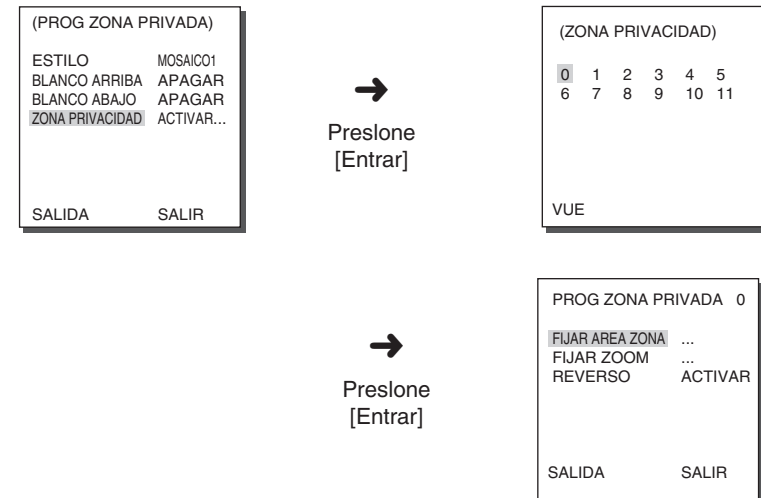 (PROG ZONA PRIVADA)
ESTILO MOSAICO1
BLANCO ARRIBA APAGAR
BLANCO ABAJO APAGAR
ZONA PRIVACIDAD ACTIVAR...
SALIDA SALIR
Preslone
[Entrar]
(ZONA PRIVACIDAD)
0 1 2 3 4 5
6 7 8 9 10 11
VUE
Preslone
[Entrar]
PROG ZONA PRIVADA 0
FIJAR AREA ZONA ...
FIJAR ZOOM ...
REVERSO ACTIVAR
SALIDA SALIR